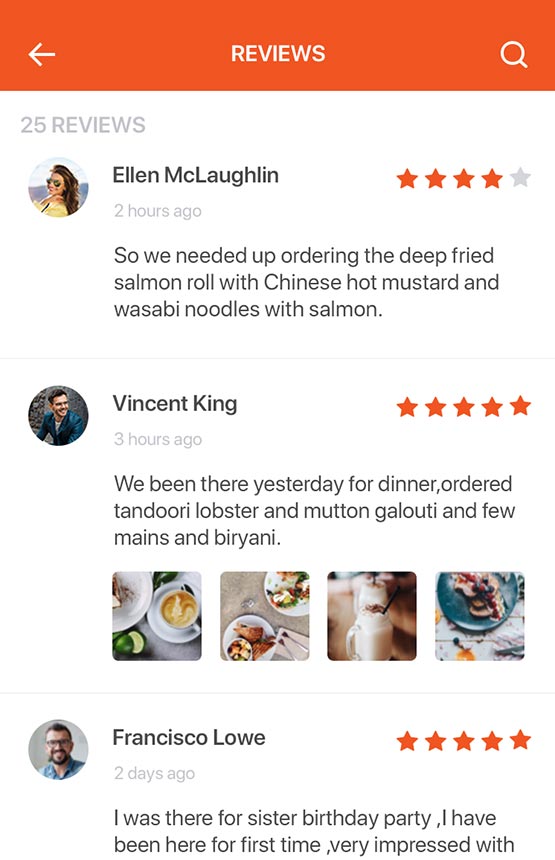 REVIEWS
25 REVIEWS
Ellen McLaughlin
2 hours ago
So we needed up ordering the deep fried
salmon roll with Chinese hot mustard and
wasabi noodles with salmon.
Vincent King
3 hours ago
We been there yesterday for dinner,ordered
tandoori lobster and mutton galouti and few
mains and biryani.
Francisco Lowe
2 days ago
I was there for sister birthday party ,I have
been here for first time ,very impressed with